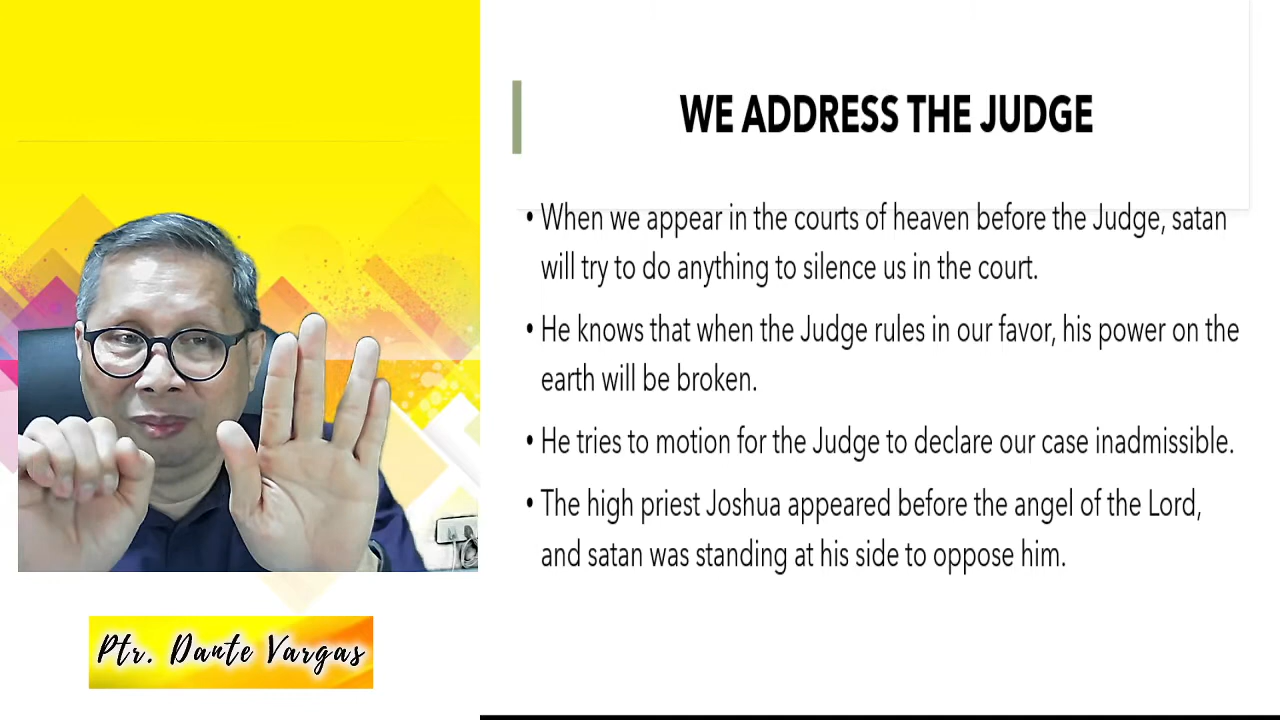 WE ADDRESS THE JUDGE
• When we appear in the courts of heaven before the Judge, satan
will try to do anything to silence us in the court.
• He knows that when the Judge rules in our favor, his power on the
earth will be broken.
• He tries to motion for the Judge to declare our case inadmissible.
• The high priest Joshua appeared before the angel of the Lord,
and satan was standing at his side to oppose him.
Ptr. Dante Vargas